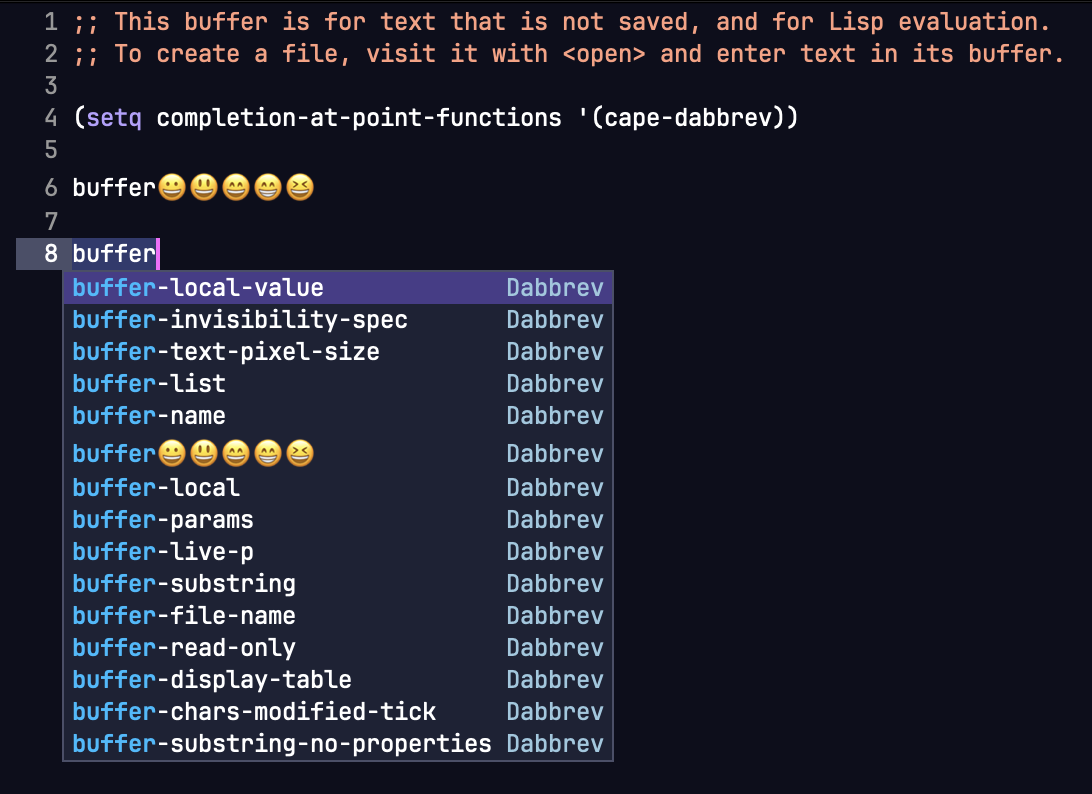 1 ;; This buffer is for text that is not saved, and for Lisp evaluation.
2 ;; To create a file, visit it with <open> and enter text in its buffer.
3
4 (setq completion-at-point-functions '(cape-dabbrev))
5
6 buffer😀😃😄😁😆
7
8 buffer
buffer-local-value Dabbrev
buffer-invisibility-spec Dabbrev
buffer-text-pixel-size Dabbrev
buffer-list Dabbrev
buffer-name Dabbrev
buffer😀😃😄😁😆 Dabbrev
buffer-local Dabbrev
buffer-params Dabbrev
buffer-live-p Dabbrev
buffer-substring Dabbrev
buffer-file-name Dabbrev
buffer-read-only Dabbrev
buffer-display-table Dabbrev
buffer-chars-modified-tick Dabbrev
buffer-substring-no-properties Dabbrev